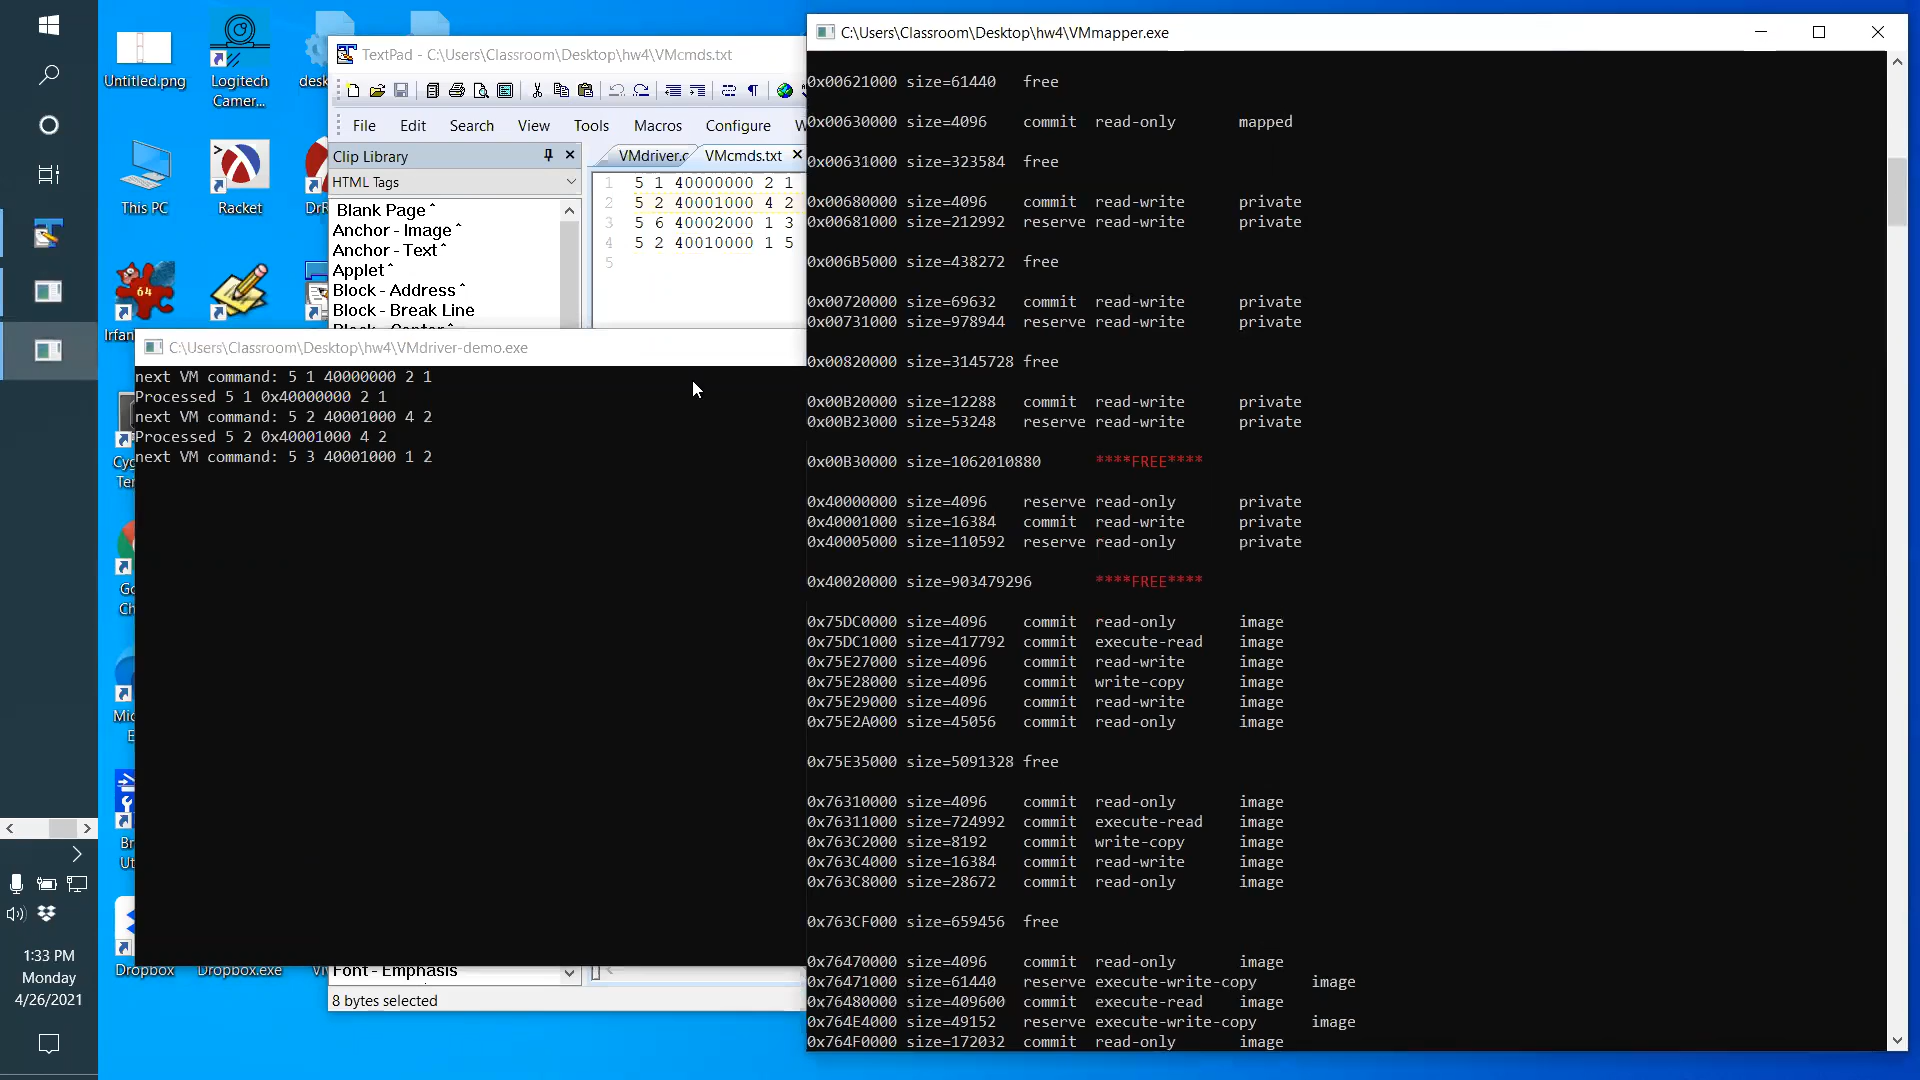 Untitled.png
Logitech
Camer...
desk
This PC
Racket
DrR
64
Irfan
Cyg
Ter
Go
Ch
Mic
E
Br
Ut
Dropbox
Dropbox.exe
1:33 PM
Monday
4/26/2021
TextPad - C:\Users\Classroom\Desktop\hw4\VMcmds.txt
File Edit Search View Tools Macros Configure W
Clip Library
HTML Tags
Blank Page ^
Anchor - Image ^
Anchor - Text ^
Applet ^
Block - Address ^
Block - Break Line
Font - Emphasis
8 bytes selected
VMdriver.c VMcmds.txt
1 5 1 40000000 2 1
2 5 2 40001000 4 2
3 5 6 40002000 1 3
4 5 2 40010000 1 5
5
C:\Users\Classroom\Desktop\hw4\VMdriver-demo.exe
next VM command: 5 1 40000000 2 1
Processed 5 1 0x40000000 2 1
next VM command: 5 2 40001000 4 2
Processed 5 2 0x40001000 4 2
next VM command: 5 3 40001000 1 2
C:\Users\Classroom\Desktop\hw4\VMmapper.exe
0x00621000 size=61440 free
0x00630000 size=4096 commit read-only mapped
0x00631000 size=323584 free
0x00680000 size=4096 commit read-write private
0x00681000 size=212992 reserve read-write private
0x006B5000 size=438272 free
0x00720000 size=69632 commit read-write private
0x00731000 size=978944 reserve read-write private
0x00820000 size=3145728 free
0x00B20000 size=12288 commit read-write private
0x00B23000 size=53248 reserve read-write private
0x00B30000 size=1062010880 ****FREE****
0x40000000 size=4096 reserve read-only private
0x40001000 size=16384 commit read-write private
0x40005000 size=110592 reserve read-only private
0x40020000 size=903479296 ****FREE****
0x75DC0000 size=4096 commit read-only image
0x75DC1000 size=417792 commit execute-read image
0x75E27000 size=4096 commit read-write image
0x75E28000 size=4096 commit write-copy image
0x75E29000 size=4096 commit read-write image
0x75E2A000 size=45056 commit read-only image
0x75E35000 size=5091328 free
0x76310000 size=4096 commit read-only image
0x76311000 size=724992 commit execute-read image
0x763C2000 size=8192 commit write-copy image
0x763C4000 size=16384 commit read-write image
0x763C8000 size=28672 commit read-only image
0x763CF000 size=659456 free
0x76470000 size=4096 commit read-only image
0x76471000 size=61440 reserve execute-write-copy image
0x76480000 size=409600 commit execute-read image
0x764E4000 size=49152 reserve execute-write-copy image
0x764F0000 size=172032 commit read-only image